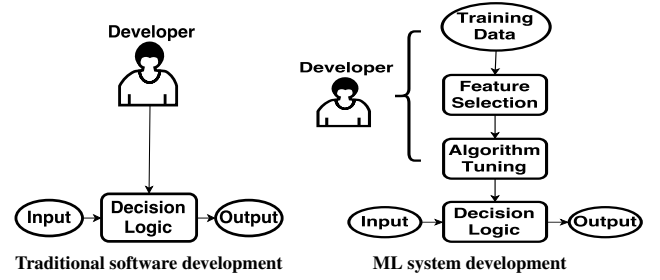 Developer
Input
Decision
Logic
Output
Traditional software development
Training
Data
Developer
Feature
Selection
Algorithm
Tuning
Input
Decision
Logic
Output
ML system development